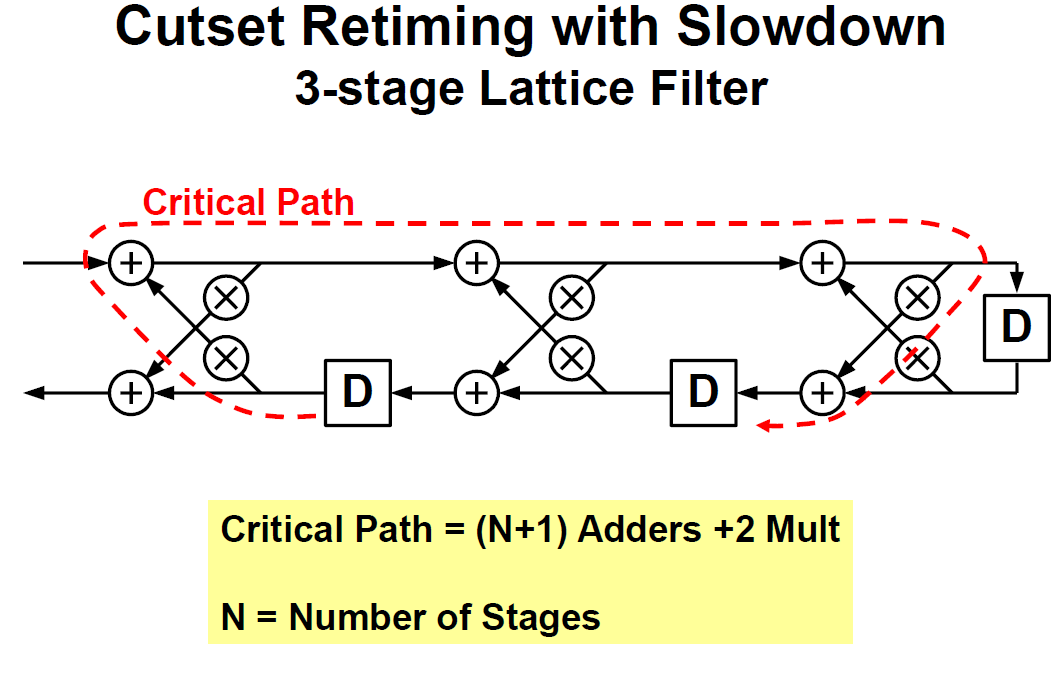 Cutset Retiming with Slowdown
3-stage Lattice Filter
Critical Path
+
+
+
D
+
D
+
D
+
Critical Path = (N+1) Adders +2 Mult
N = Number of Stages